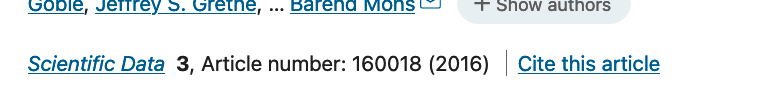 Goble, Jeffrey S. Grethe, ... Barend Mons + Show authors
Scientific Data 3, Article number: 160018 (2016) Cite this article